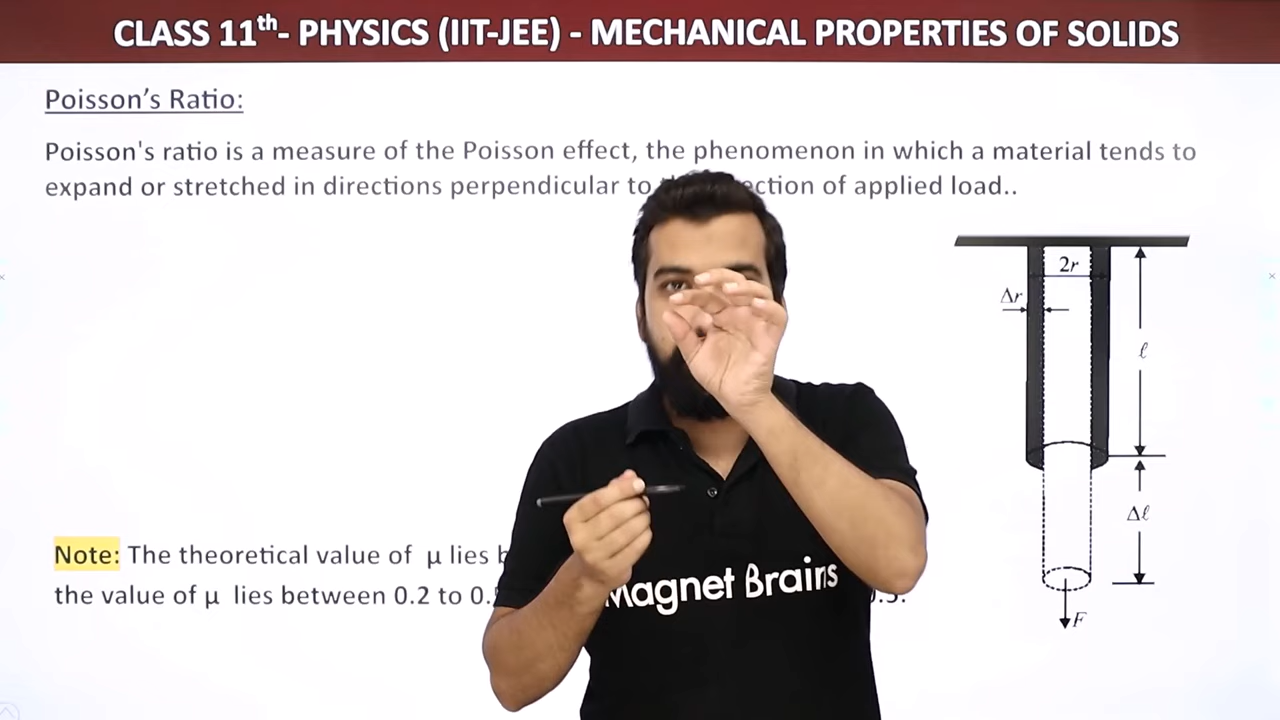 CLASS 11th- PHYSICS (IIT-JEE) - MECHANICAL PROPERTIES OF SOLIDS
Poisson's Ratio:
Poisson's ratio is a measure of the Poisson effect, the phenomenon in which a material tends to
expand or stretched in directions perpendicular to of applied load..
2r
Δr
ℓ
Δℓ
F
Note: The theoretical value of μ lies
the value of μ lies between 0.2 to
Magnet Brains